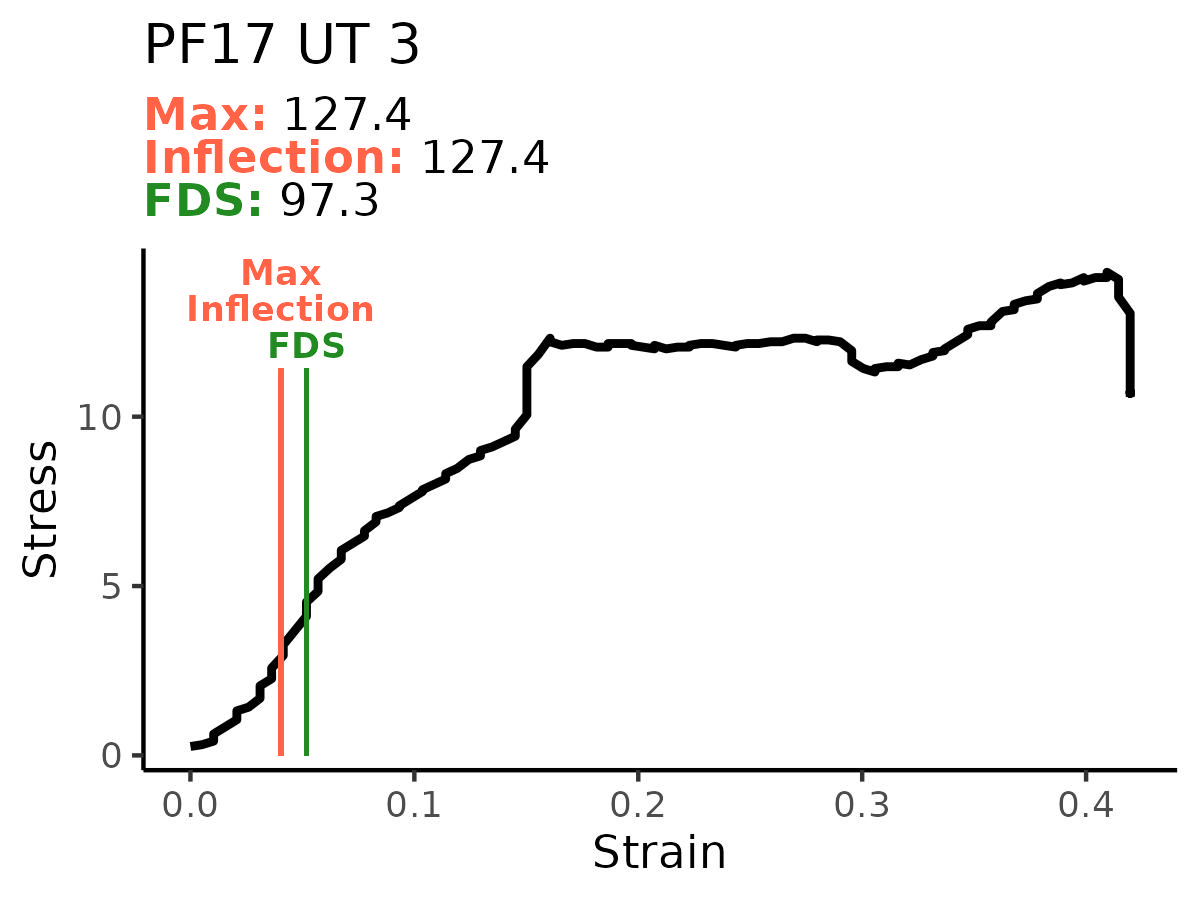 PF17 UT 3
Max: 127.4
Inflection: 127.4
FDS: 97.3
Max
Inflection
FDS
10
5
0
Stress
0.0 0.1 0.2 0.3 0.4
Strain